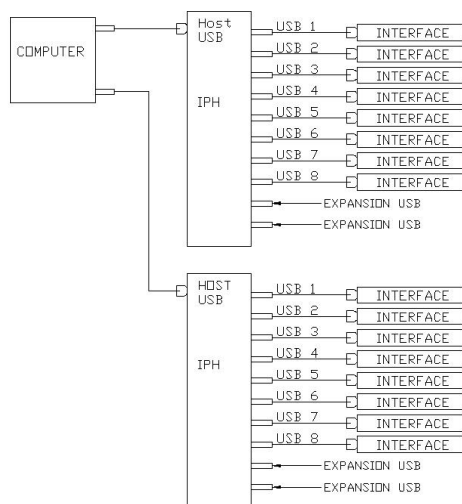 COMPUTER
Host
USB
IPH
USB 1
INTERFACE
USB 2
INTERFACE
USB 3
INTERFACE
USB 4
INTERFACE
USB 5
INTERFACE
USB 6
INTERFACE
USB 7
INTERFACE
USB 8
INTERFACE
EXPANSION USB
EXPANSION USB
HOST
USB
IPH
USB 1
INTERFACE
USB 2
INTERFACE
USB 3
INTERFACE
USB 4
INTERFACE
USB 5
INTERFACE
USB 6
INTERFACE
USB 7
INTERFACE
USB 8
INTERFACE
EXPANSION USB
EXPANSION USB